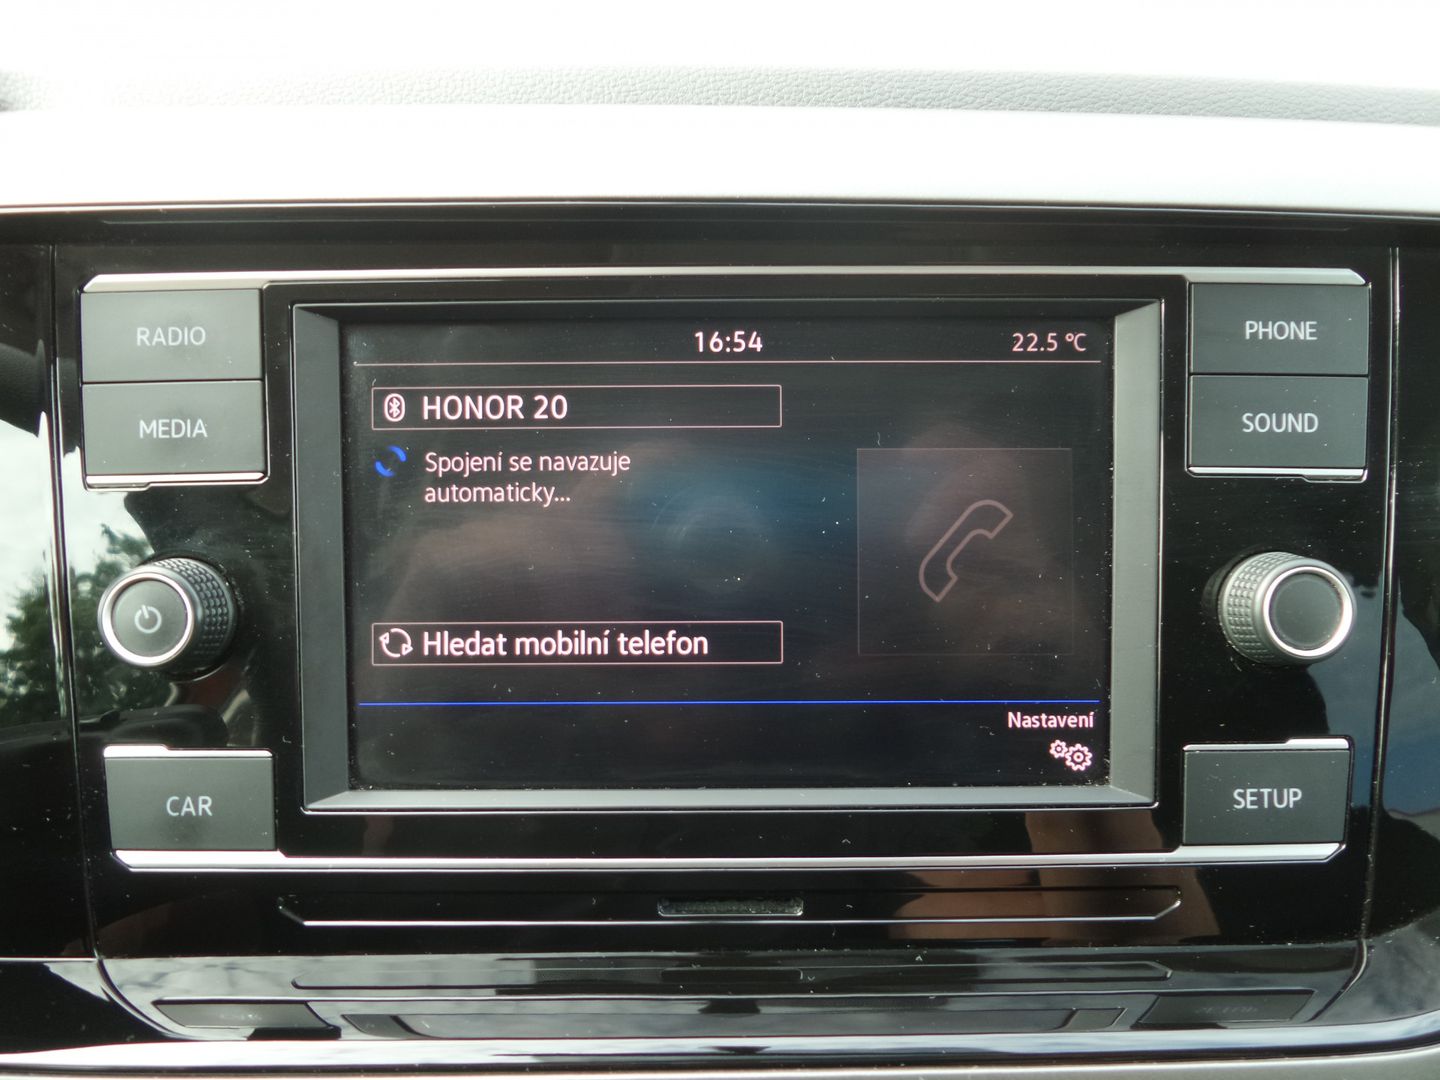 RADIO
MEDIA
CAR
16:54
22.5 °C
HONOR 20
Spojení se navazuje
automaticky...
Hledat mobilní telefon
Nastavení
PHONE
SOUND
SETUP